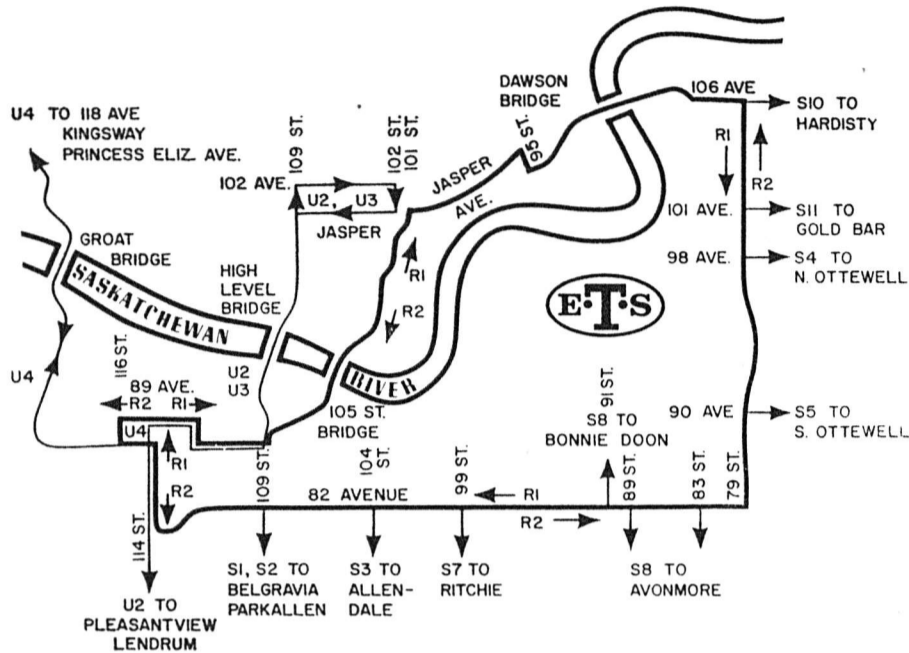 DAWSON
BRIDGE
106 AVE
S10 TO
HARDISTY
U4 TO 118 AVE
KINGSWAY
PRINCESS ELIZ. AVE.
109 ST.
102 ST.
101 ST.
95 ST.
R1
R2
102 AVE.
U2, U3
JASPER
JASPER
AVE.
101 AVE.
S11 TO
GOLD BAR
GROAT
BRIDGE
HIGH
LEVEL
BRIDGE
R1
R2
98 AVE.
S4 TO
N. OTTEWELL
SASKATCHEWAN
RIVER
E·T·S
U4
116 ST.
89 AVE.
R2 R1
U2
U3
105 ST.
BRIDGE
91 ST.
S8 TO
BONNIE DOON
90 AVE
S5 TO
S. OTTEWELL
U4
R1
R2
109 ST.
104
ST.
99 ST.
82 AVENUE
R1
R2
89 ST.
83 ST.
79 ST.
114 ST.
U2 TO
PLEASANTVIEW
LENDRUM
S1, S2 TO
BELGRAVIA
PARKALLEN
S3 TO
ALLEN-
DALE
S7 TO
RITCHIE
S8 TO
AVONMORE